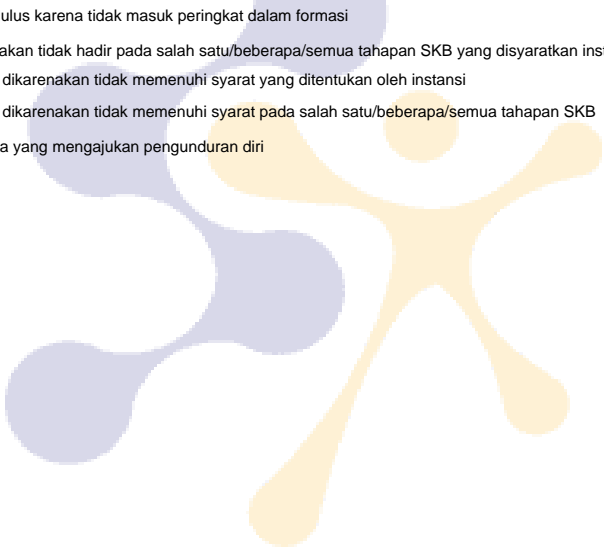 ulus karena tidak masuk peringkat dalam formasi
akan tidak hadir pada salah satu/beberapa/semua tahapan SKB yang disyaratkan inst
dikarenakan tidak memenuhi syarat yang ditentukan oleh instansi
dikarenakan tidak memenuhi syarat pada salah satu/beberapa/semua tahapan SKB
a yang mengajukan pengunduran diri